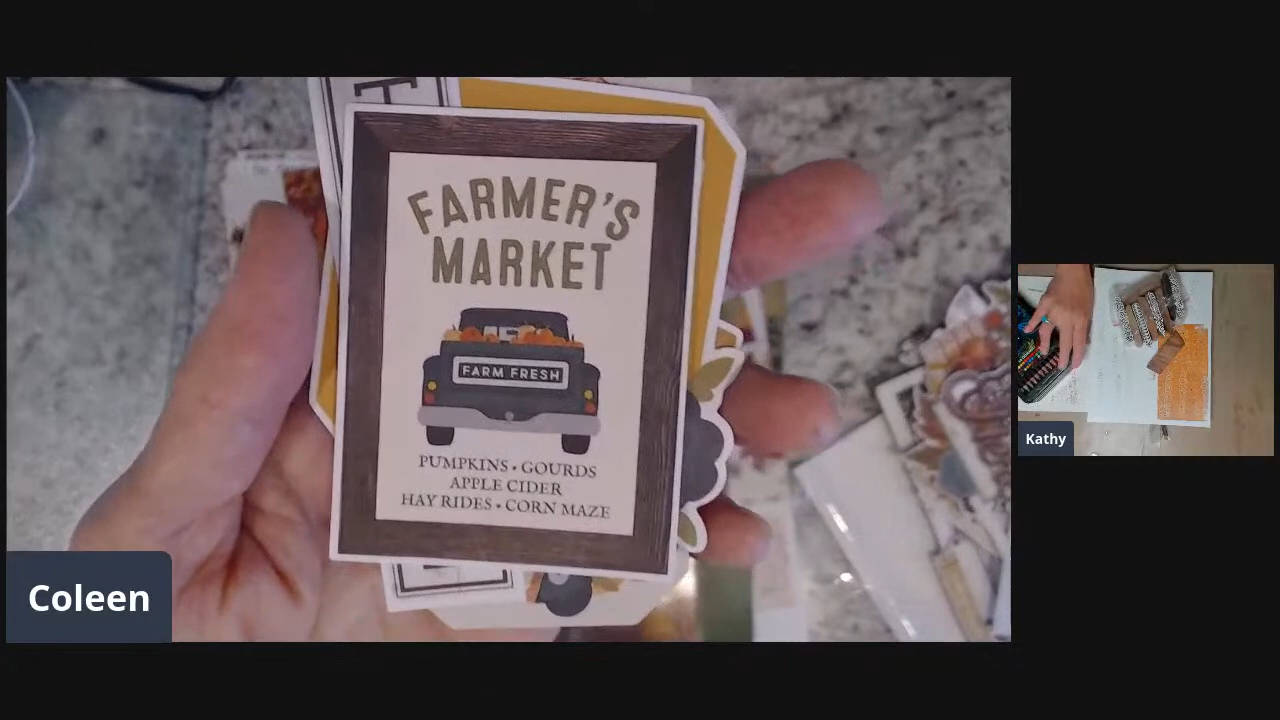 FARMER'S
MARKET
FARM FRESH
PUMPKINS • GOURDS
APPLE CIDER
HAY RIDES • CORN MAZE
Coleen
Kathy